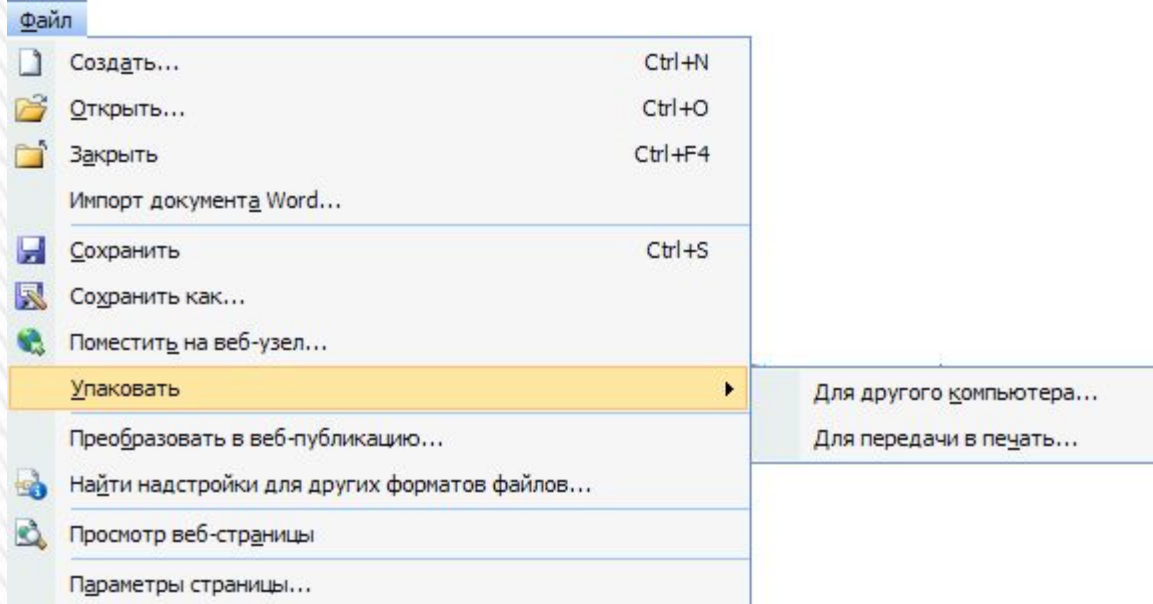 Файл
Создать... Ctrl+N
Открыть... Ctrl+O
Закрыть Ctrl+F4
Импорт документа Word...
Сохранить Ctrl+S
Сохранить как...
Поместить на веб-узел...
Упаковать
Для другого компьютера...
Для передачи в печать...
Преобразовать в веб-публикацию...
Найти надстройки для других форматов файлов...
Просмотр веб-страницы
Параметры страницы...